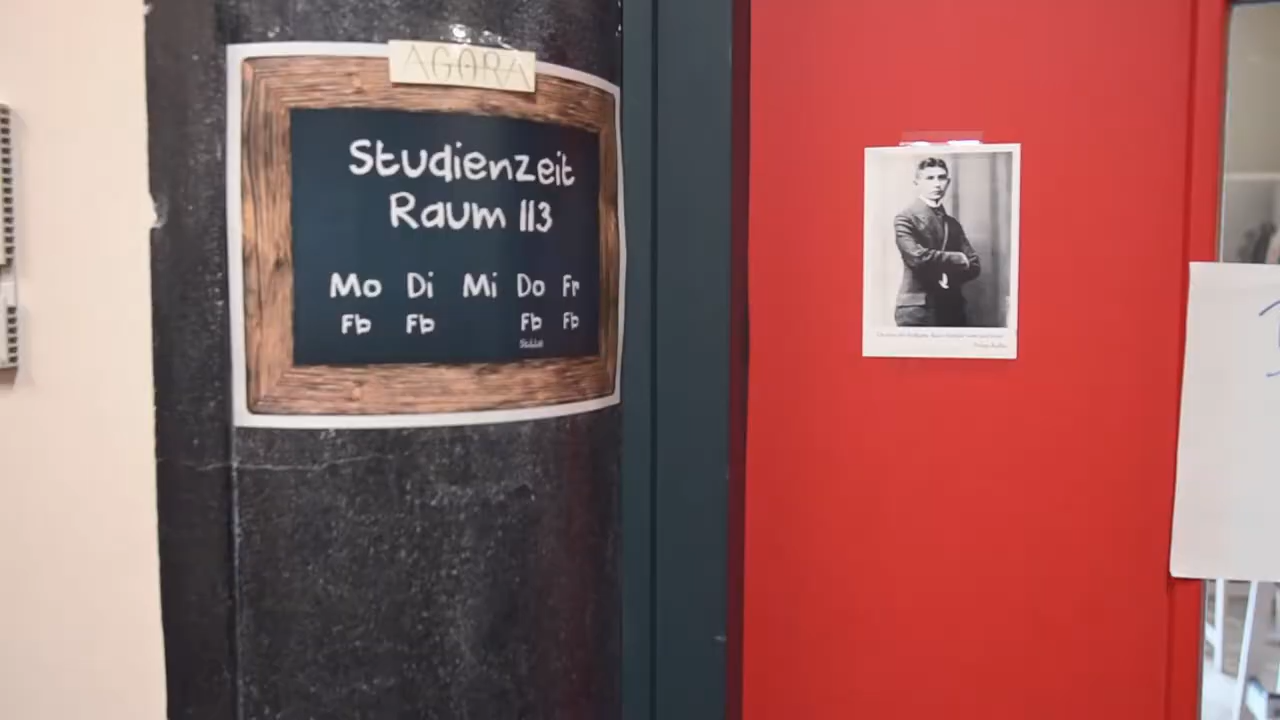 AGORA
Studienzeit
Raum 113
Mo Di Mi Do Fr
Fb Fb Fb Fb